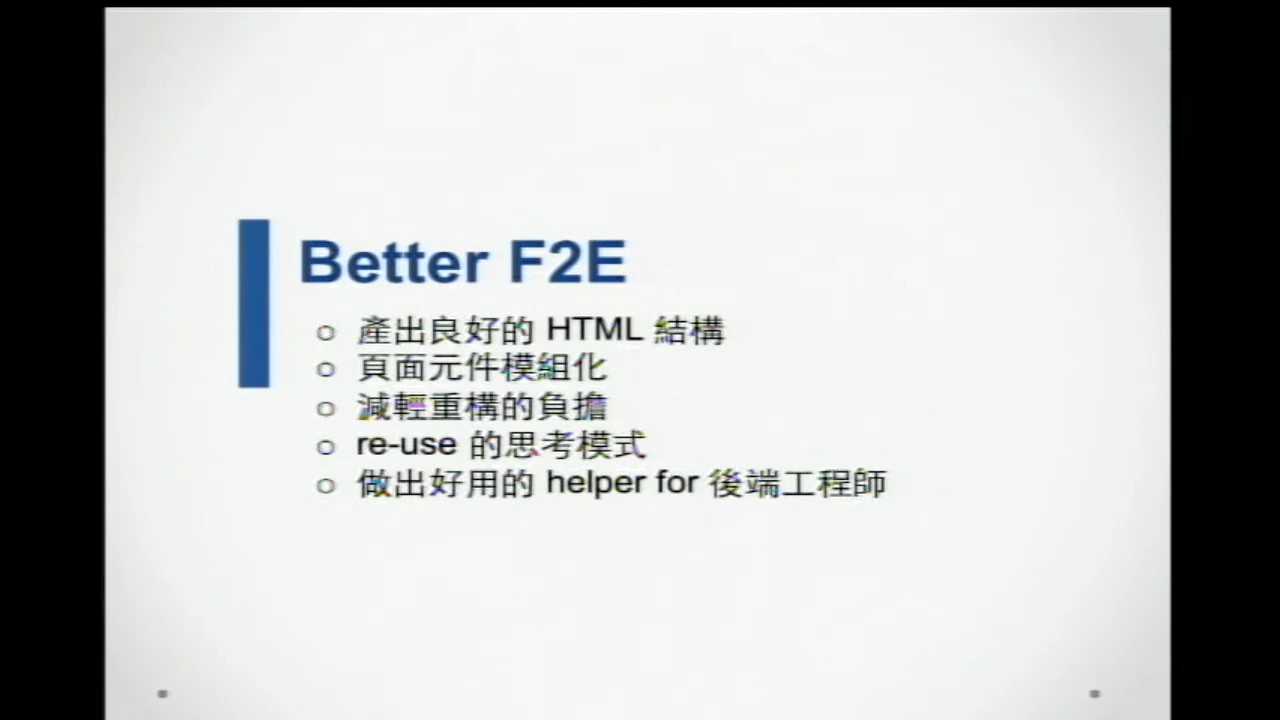 Better F2E
產出良好的 HTML 結構
頁面元件模組化
減輕重構的負擔
re-use 的思考模式
做出好用的 helper for 後端工程師